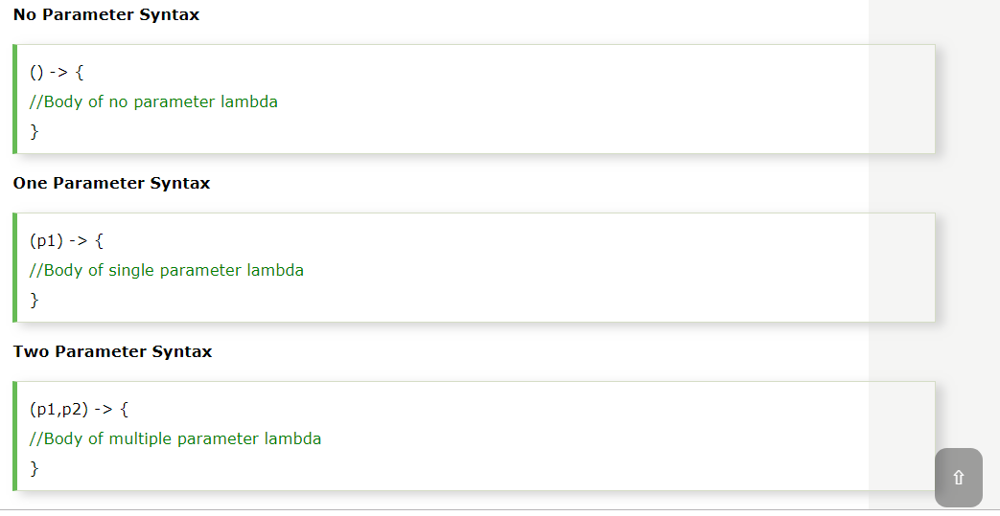 No Parameter Syntax
() -> {
//Body of no parameter lambda
}
One Parameter Syntax
(p1) -> {
//Body of single parameter lambda
}
Two Parameter Syntax
(p1,p2) -> {
//Body of multiple parameter lambda
}
⇧